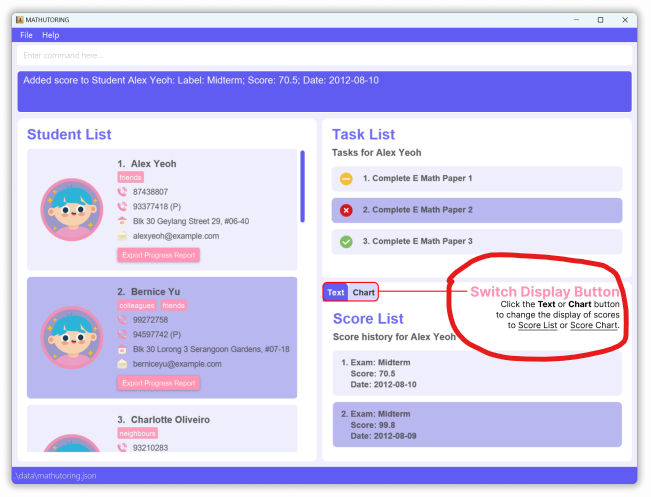 MATHUTORING
File Help
Enter command here...
Added score to Student Alex Yeoh: Label: Midterm; Score: 70.5; Date: 2012-08-10
Student List
1. Alex Yeoh
friends
87438807
93377418 (P)
Blk 30 Geylang Street 29, #06-40
alexyeoh@example.com
Export Progress Report
2. Bernice Yu
colleagues friends
99272758
94597742 (P)
Blk 30 Lorong 3 Serangoon Gardens, #07-18
berniceyu@example.com
Export Progress Report
3. Charlotte Oliveiro
neighbours
93210283
Task List
Tasks for Alex Yeoh
1. Complete E Math Paper 1
2. Complete E Math Paper 2
3. Complete E Math Paper 3
Text Chart
Switch Display Button
Click the Text or Chart button
to change the display of scores
to Score List or Score Chart.
Score List
Score history for Alex Yeoh
1. Exam: Midterm
Score: 70.5
Date: 2012-08-10
2. Exam: Midterm
Score: 99.8
Date: 2012-08-09
\data\mathutoring.json